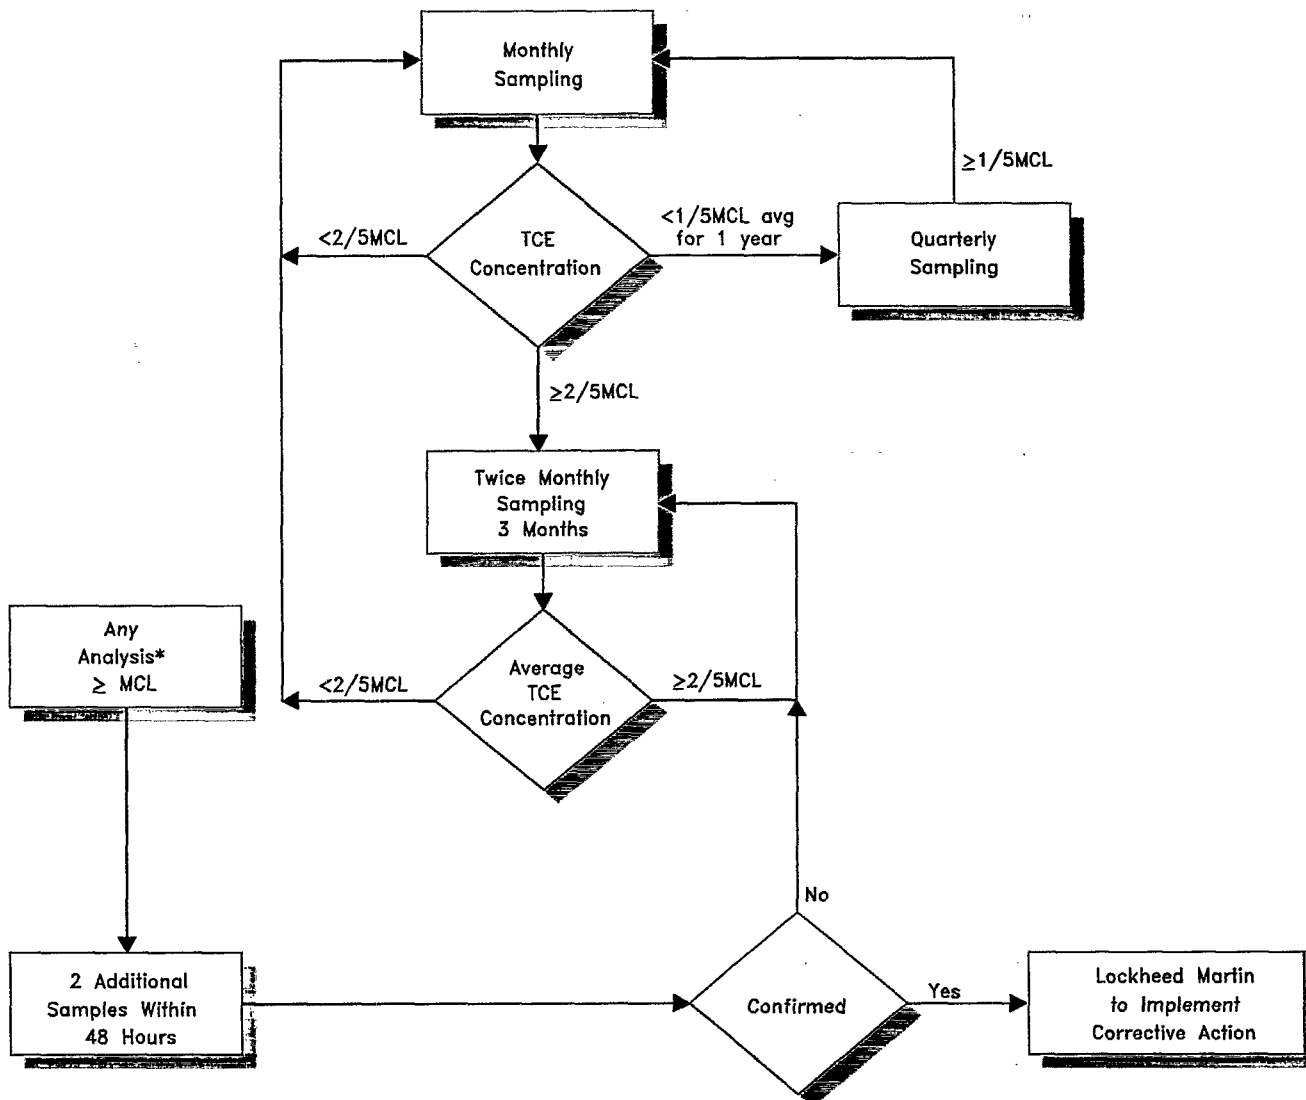 Monthly
Sampling
≥1/5MCL
<2/5MCL
TCE
Concentration
<1/5MCL avg
for 1 year
Quarterly
Sampling
≥2/5MCL
Twice Monthly
Sampling
3 Months
Any
Analysis*
≥ MCL
<2/5MCL
Average
TCE
Concentration
≥2/5MCL
No
2 Additional
Samples Within
48 Hours
Confirmed
Yes
Lockheed Martin
to Implement
Corrective Action